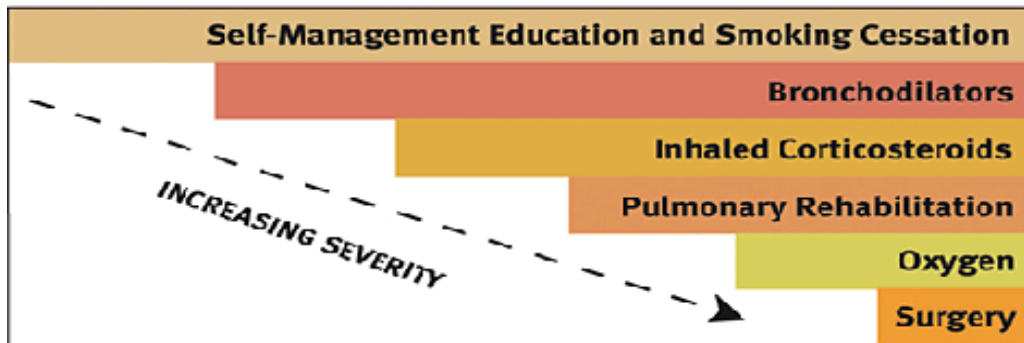 Self-Management Education and Smoking Cessation
Bronchodilators
Inhaled Corticosteroids
Pulmonary Rehabilitation
Oxygen
Surgery
INCREASING SEVERITY